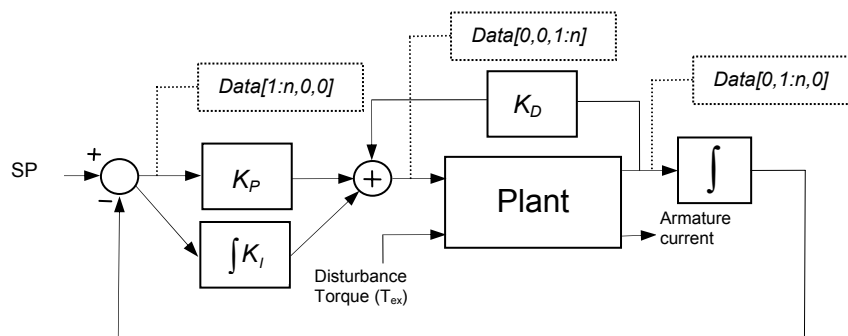 Data[0,0,1:n]
Data[1:n,0,0]
Data[0,1:n,0]
K_D
SP
+
−
K_P
+
Plant
∫
∫ K_I
Armature
current
Disturbance
Torque (T_ex)